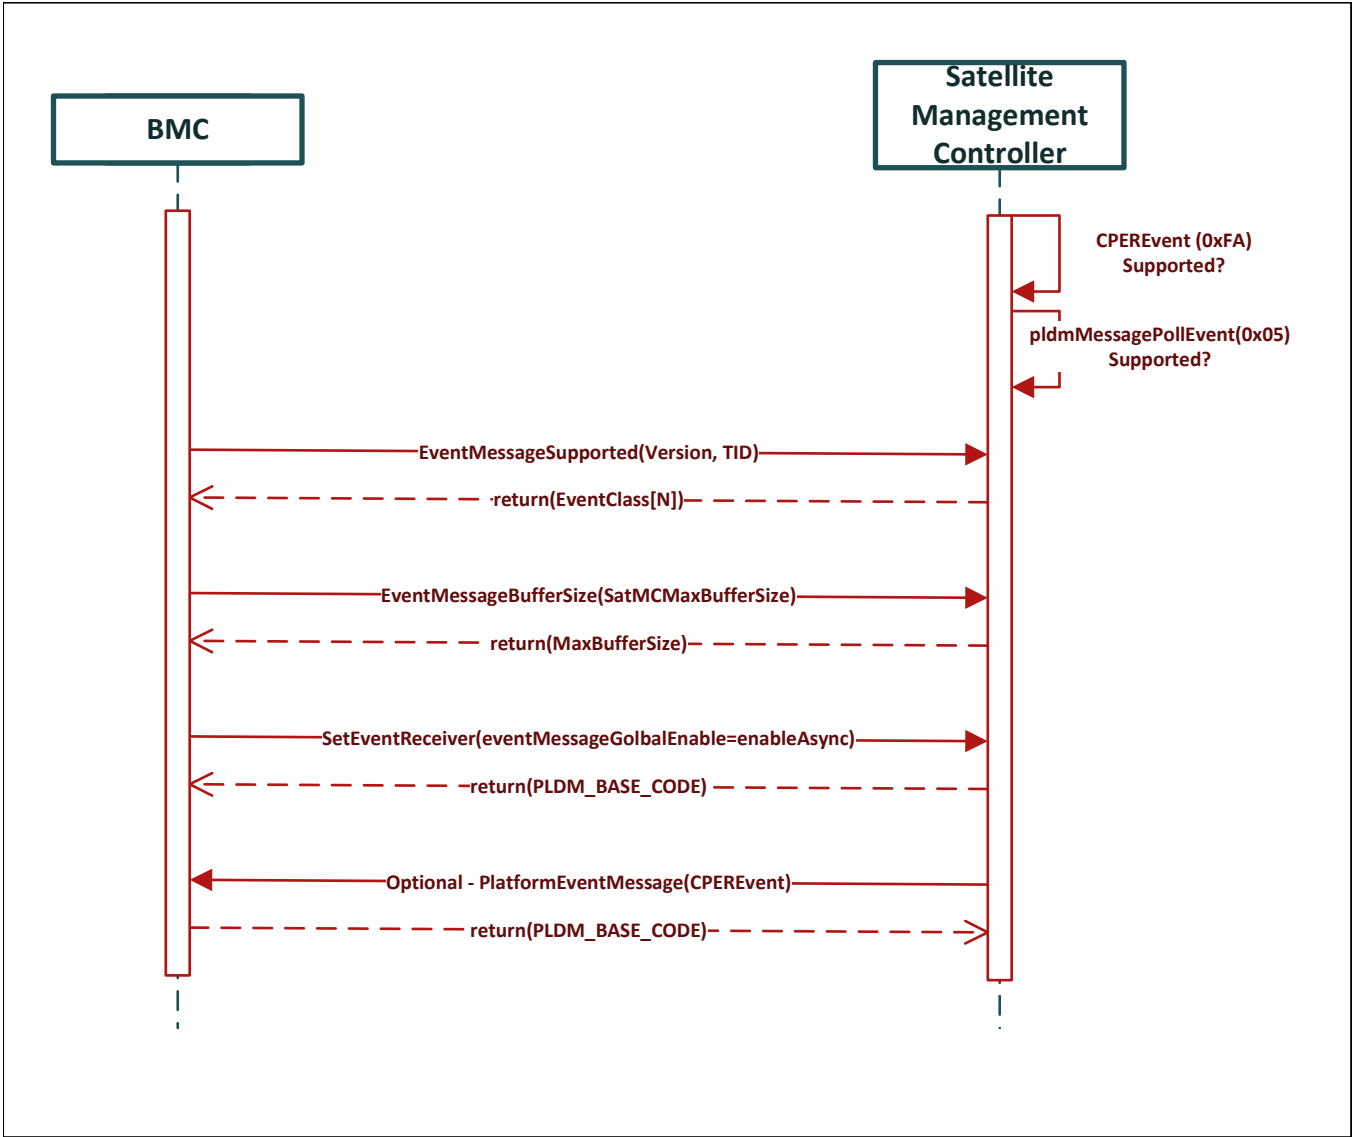 BMC
Satellite
Management
Controller
CPEREvent (0xFA)
Supported?
pldmMessagePollEvent(0x05)
Supported?
EventMessageSupported(Version, TID)
return(EventClass[N])
EventMessageBufferSize(SatMCMaxBufferSize)
return(MaxBufferSize)
SetEventReceiver(eventMessageGolbalEnable=enableAsync)
return(PLDM_BASE_CODE)
Optional - PlatformEventMessage(CPEREvent)
return(PLDM_BASE_CODE)